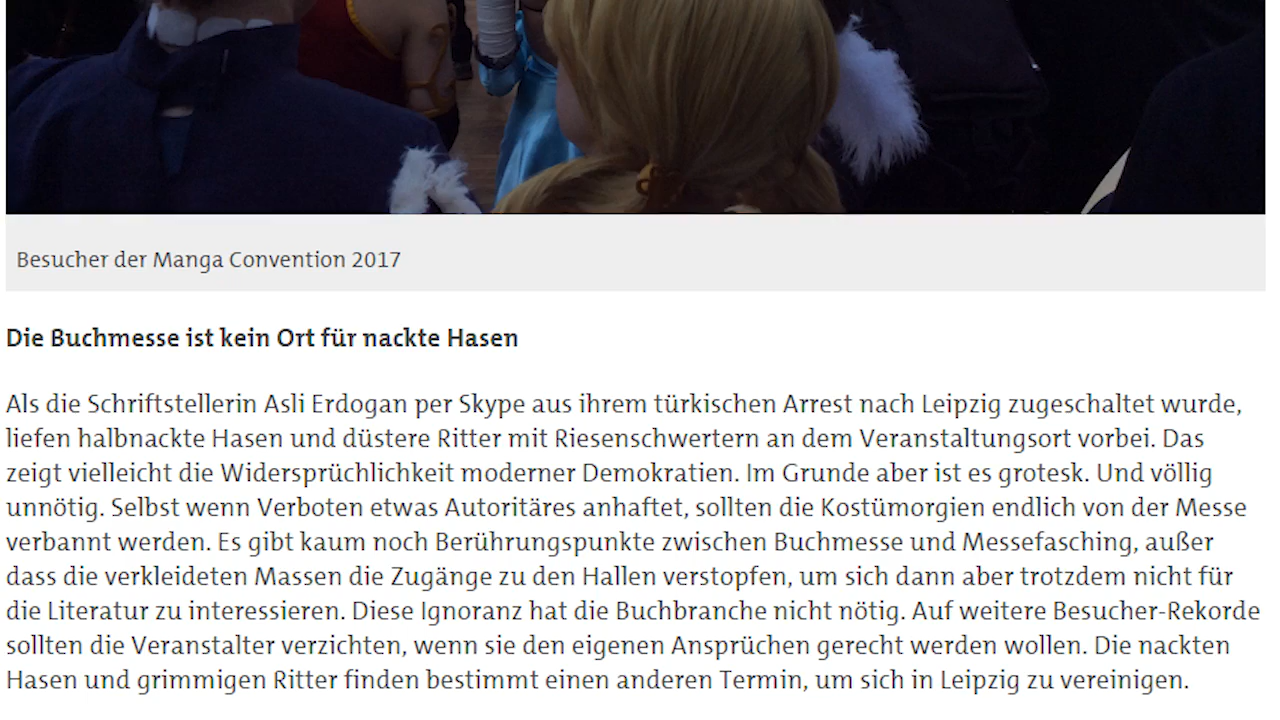 Besucher der Manga Convention 2017
Die Buchmesse ist kein Ort für nackte Hasen
Als die Schriftstellerin Asli Erdogan per Skype aus ihrem türkischen Arrest nach Leipzig zugeschaltet wurde,
liefen halbnackte Hasen und düstere Ritter mit Riesenschwertern an dem Veranstaltungsort vorbei. Das
zeigt vielleicht die Widersprüchlichkeit moderner Demokratien. Im Grunde aber ist es grotesk. Und völlig
unnötig. Selbst wenn Verboten etwas Autoritäres anhaftet, sollten die Kostümorgien endlich von der Messe
verbannt werden. Es gibt kaum noch Berührungspunkte zwischen Buchmesse und Messefasching, außer
dass die verkleideten Massen die Zugänge zu den Hallen verstopfen, um sich dann aber trotzdem nicht für
die Literatur zu interessieren. Diese Ignoranz hat die Buchbranche nicht nötig. Auf weitere Besucher-Rekorde
sollten die Veranstalter verzichten, wenn sie den eigenen Ansprüchen gerecht werden wollen. Die nackten
Hasen und grimmigen Ritter finden bestimmt einen anderen Termin, um sich in Leipzig zu vereinigen.